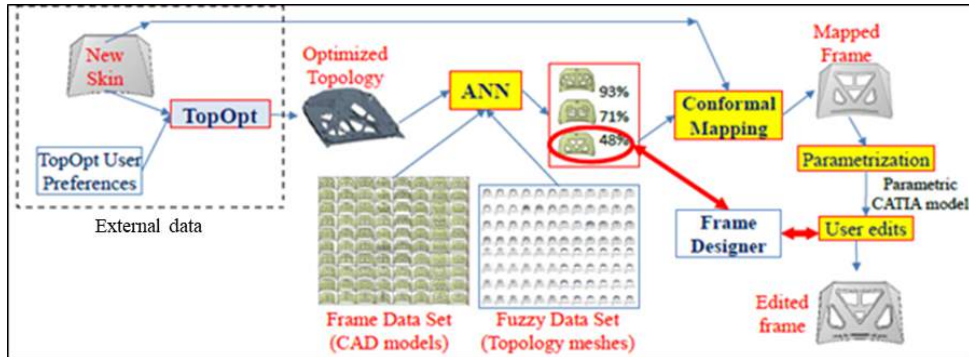 New
Skin
TopOpt
TopOpt User
Preferences
External data
Optimized
Topology
ANN
93%
71%
48%
Conformal
Mapping
Mapped
Frame
Parametrization
Parametric
CATIA model
Frame
Designer
User edits
Frame Data Set
(CAD models)
Fuzzy Data Set
(Topology meshes)
Edited
frame